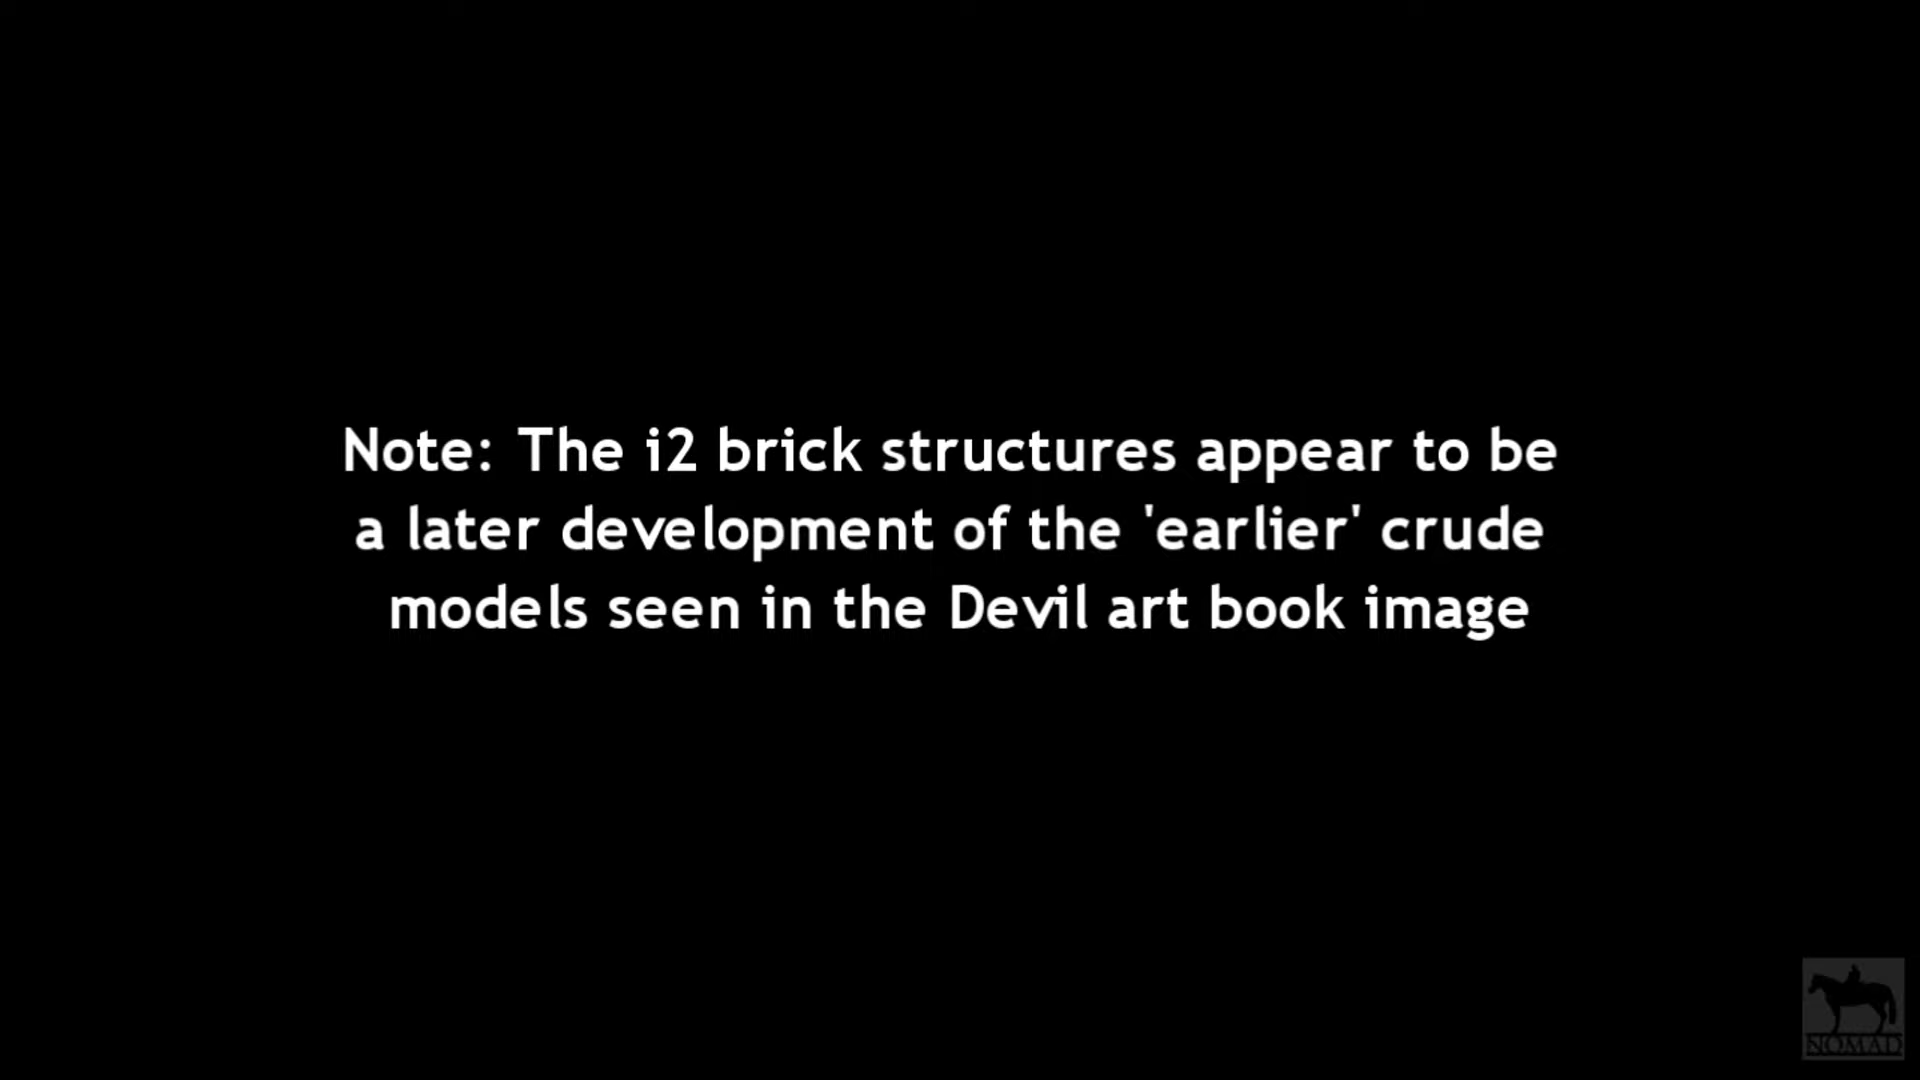 Note: The i2 brick structures appear to be
a later development of the 'earlier' crude
models seen in the Devil art book image
NOMAD